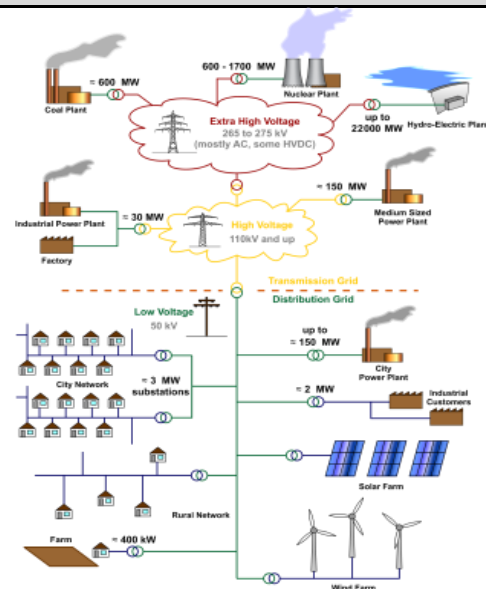 ≈ 600 MW
Coal Plant
600 - 1700 MW
Nuclear Plant
Extra High Voltage
265 to 275 kV
(mostly AC, some HVDC)
up to
22000 MW
Hydro-Electric Plant
≈ 30 MW
Industrial Power Plant
Factory
High Voltage
110kV and up
≈ 150 MW
Medium Sized
Power Plant
Transmission Grid
Distribution Grid
Low Voltage
50 kV
City Network
≈ 3 MW
substations
up to
≈ 150 MW
City
Power Plant
≈ 2 MW
Industrial
Customers
Solar Farm
Rural Network
Farm
≈400 kW
Wind Farm